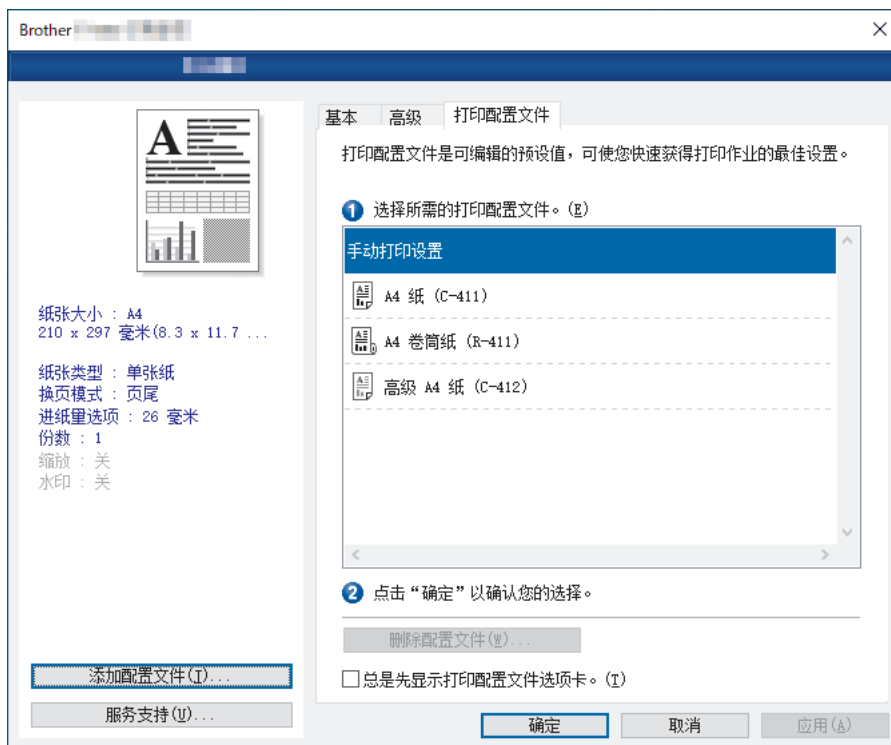 Brother
基本 高级 打印配置文件
打印配置文件是可编辑的预设值，可使您快速获得打印作业的最佳设置。
1 选择所需的打印配置文件。(E)
手动打印设置
A4 纸 (C-411)
A4 卷筒纸 (R-411)
高级 A4 纸 (C-412)
2 点击“确定”以确认您的选择。
删除配置文件(W)...
总是先显示打印配置文件选项卡。(T)
纸张大小 : A4
210 x 297 毫米(8.3 x 11.7 ...
纸张类型 : 单张纸
换页模式 : 页尾
进纸量选项 : 26 毫米
份数 : 1
缩放 : 关
水印 : 关
添加配置文件(I)...
服务支持(U)...
确定 取消 应用(A)